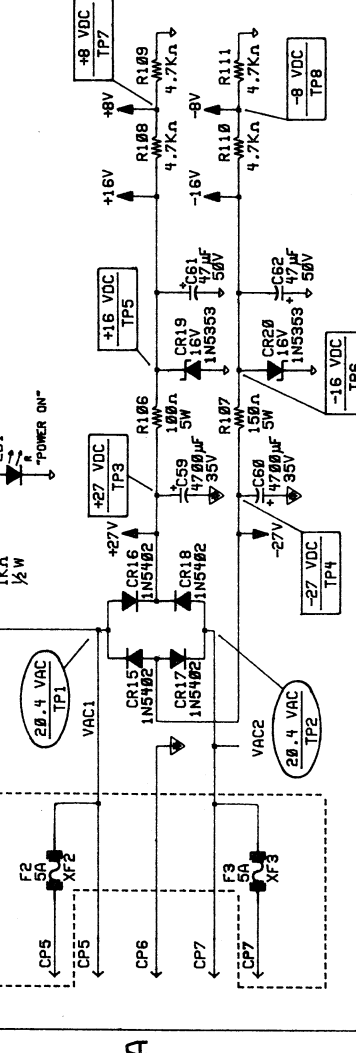 +8 VDC
TP7
-8 VDC
TP8
R109
4.7KΩ
R111
4.7KΩ
+8V
-8V
R108
4.7KΩ
R110
4.7KΩ
+16V
-16V
+16 VDC
TP5
-16 VDC
TP6
C61
47µF
50V
C62
47µF
50V
CR19
16V
1N5353
CR20
16V
1N5353
R106
100Ω
5W
R107
150Ω
5W
"POWER ON"
R
1KΩ
½W
+27 VDC
TP3
-27 VDC
TP4
C59
4700µF
35V
C60
4700µF
35V
+27V
-27V
CR16
1N5402
CR18
1N5402
CR15
1N5402
CR17
1N5402
20.4 VAC
TP1
20.4 VAC
TP2
VAC1
VAC2
F2
5A
XF2
F3
5A
XF3
CP5
CP5
CP6
CP7
CP7
A